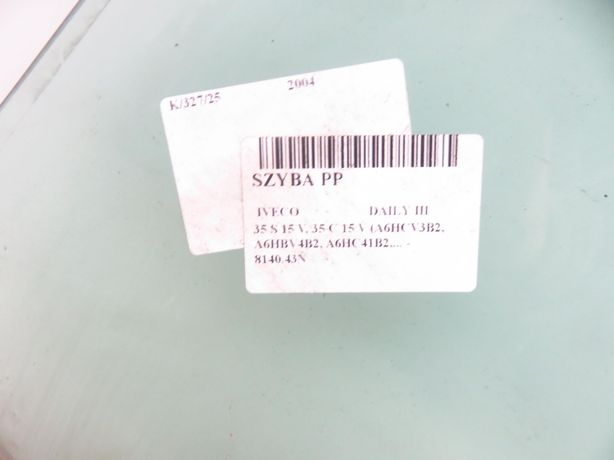 K/327/25 2004
SZYBA PP
IVECO DAILY III
35 S 15 V, 35 C 15 V (A6HCV3B2,
A6HBV4B2, A6HC41B2,... -
8140.43N